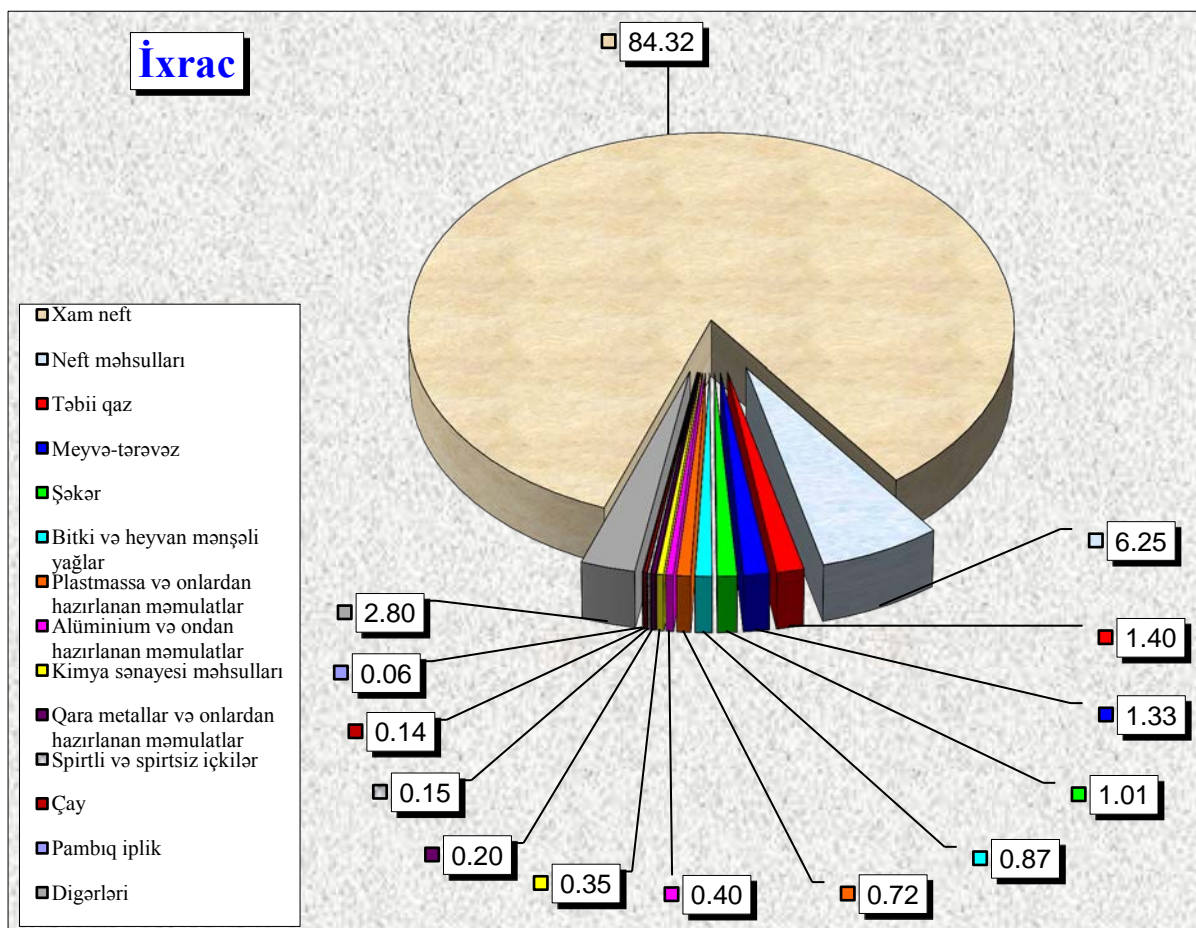 İxrac
84.32
Xam neft
Neft məhsulları
Təbii qaz
Meyvə-tərəvəz
Şəkər
Bitki və heyvan mənşəli
yağlar
Plastmassa və onlardan
hazırlanan məmulatlar
Alüminium və ondan
hazırlanan məmulatlar
Kimya sənayesi məhsulları
Qara metallar və onlardan
hazırlanan məmulatlar
Spirtli və spirtsiz içkilər
Çay
Pambıq iplik
Digərləri
6.25
1.40
1.33
1.01
0.87
0.72
0.40
0.35
0.20
0.15
0.14
0.06
2.80